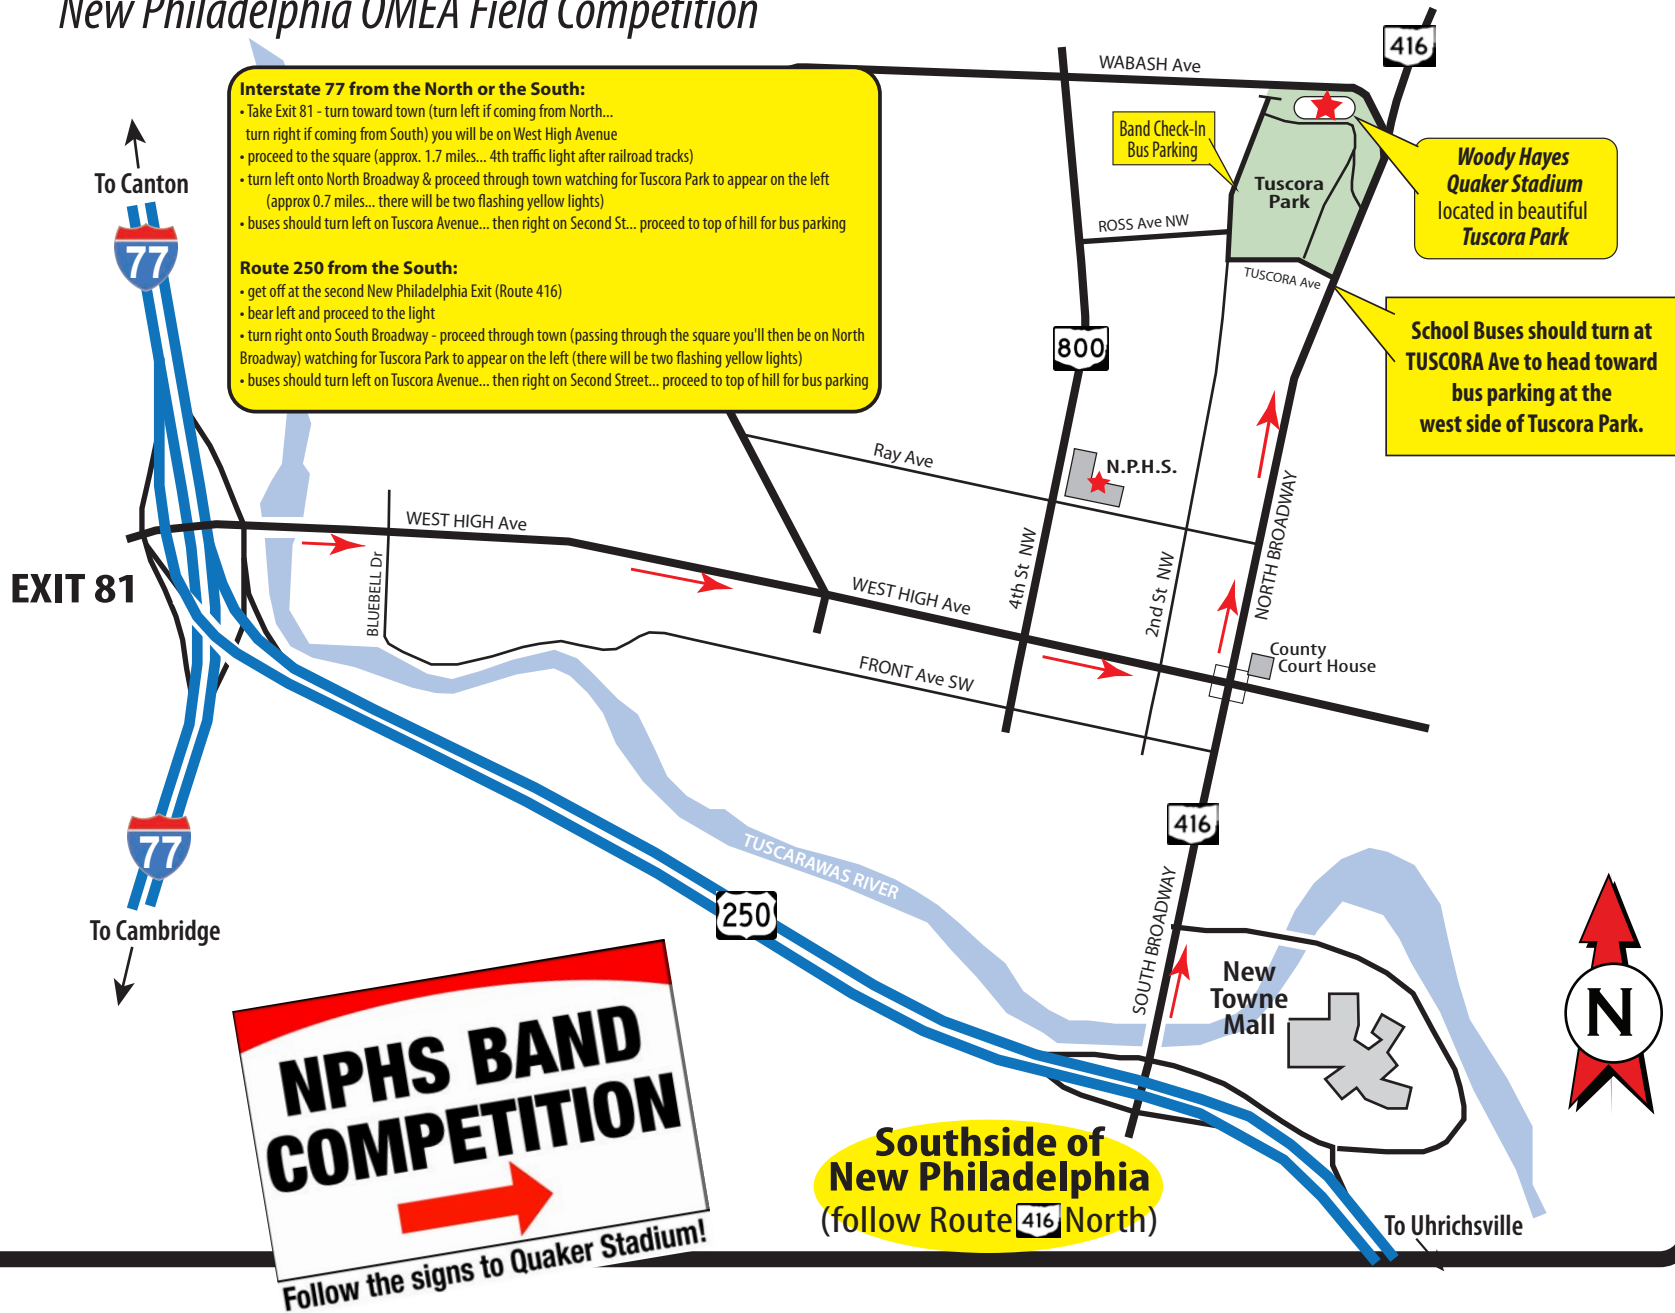 New Philadelphia OMEA Field Competition
Interstate 77 from the North or the South:
• Take Exit 81 - turn toward town (turn left if coming from North...
turn right if coming from South) you will be on West High Avenue
• proceed to the square (approx. 1.7 miles... 4th traffic light after railroad tracks)
• turn left onto North Broadway & proceed through town watching for Tuscora Park to appear on the left
(approx 0.7 miles... there will be two flashing yellow lights)
• buses should turn left on Tuscora Avenue... then right on Second St... proceed to top of hill for bus parking
Route 250 from the South:
• get off at the second New Philadelphia Exit (Route 416)
• bear left and proceed to the light
• turn right onto South Broadway - proceed through town (passing through the square you'll then be on North
Broadway) watching for Tuscora Park to appear on the left (there will be two flashing yellow lights)
• buses should turn left on Tuscora Avenue... then right on Second Street... proceed to top of hill for bus parking
416
WABASH Ave
Band Check-In
Bus Parking
Tuscora
Park
Woody Hayes
Quaker Stadium
located in beautiful
Tuscora Park
ROSS Ave NW
TUSCORA Ave
School Buses should turn at
TUSCORA Ave to head toward
bus parking at the
west side of Tuscora Park.
To Canton
77
800
Ray Ave
N.P.H.S.
WEST HIGH Ave
BLUEBELL Dr
EXIT 81
WEST HIGH Ave
4th St NW
2nd St NW
NORTH BROADWAY
County
Court House
FRONT Ave SW
77
To Cambridge
TUSCARAWAS RIVER
250
416
SOUTH BROADWAY
New
Towne
Mall
N
NPHS BAND
COMPETITION
Follow the signs to Quaker Stadium!
Southside of
New Philadelphia
(follow Route 416 North)
To Uhrichsville